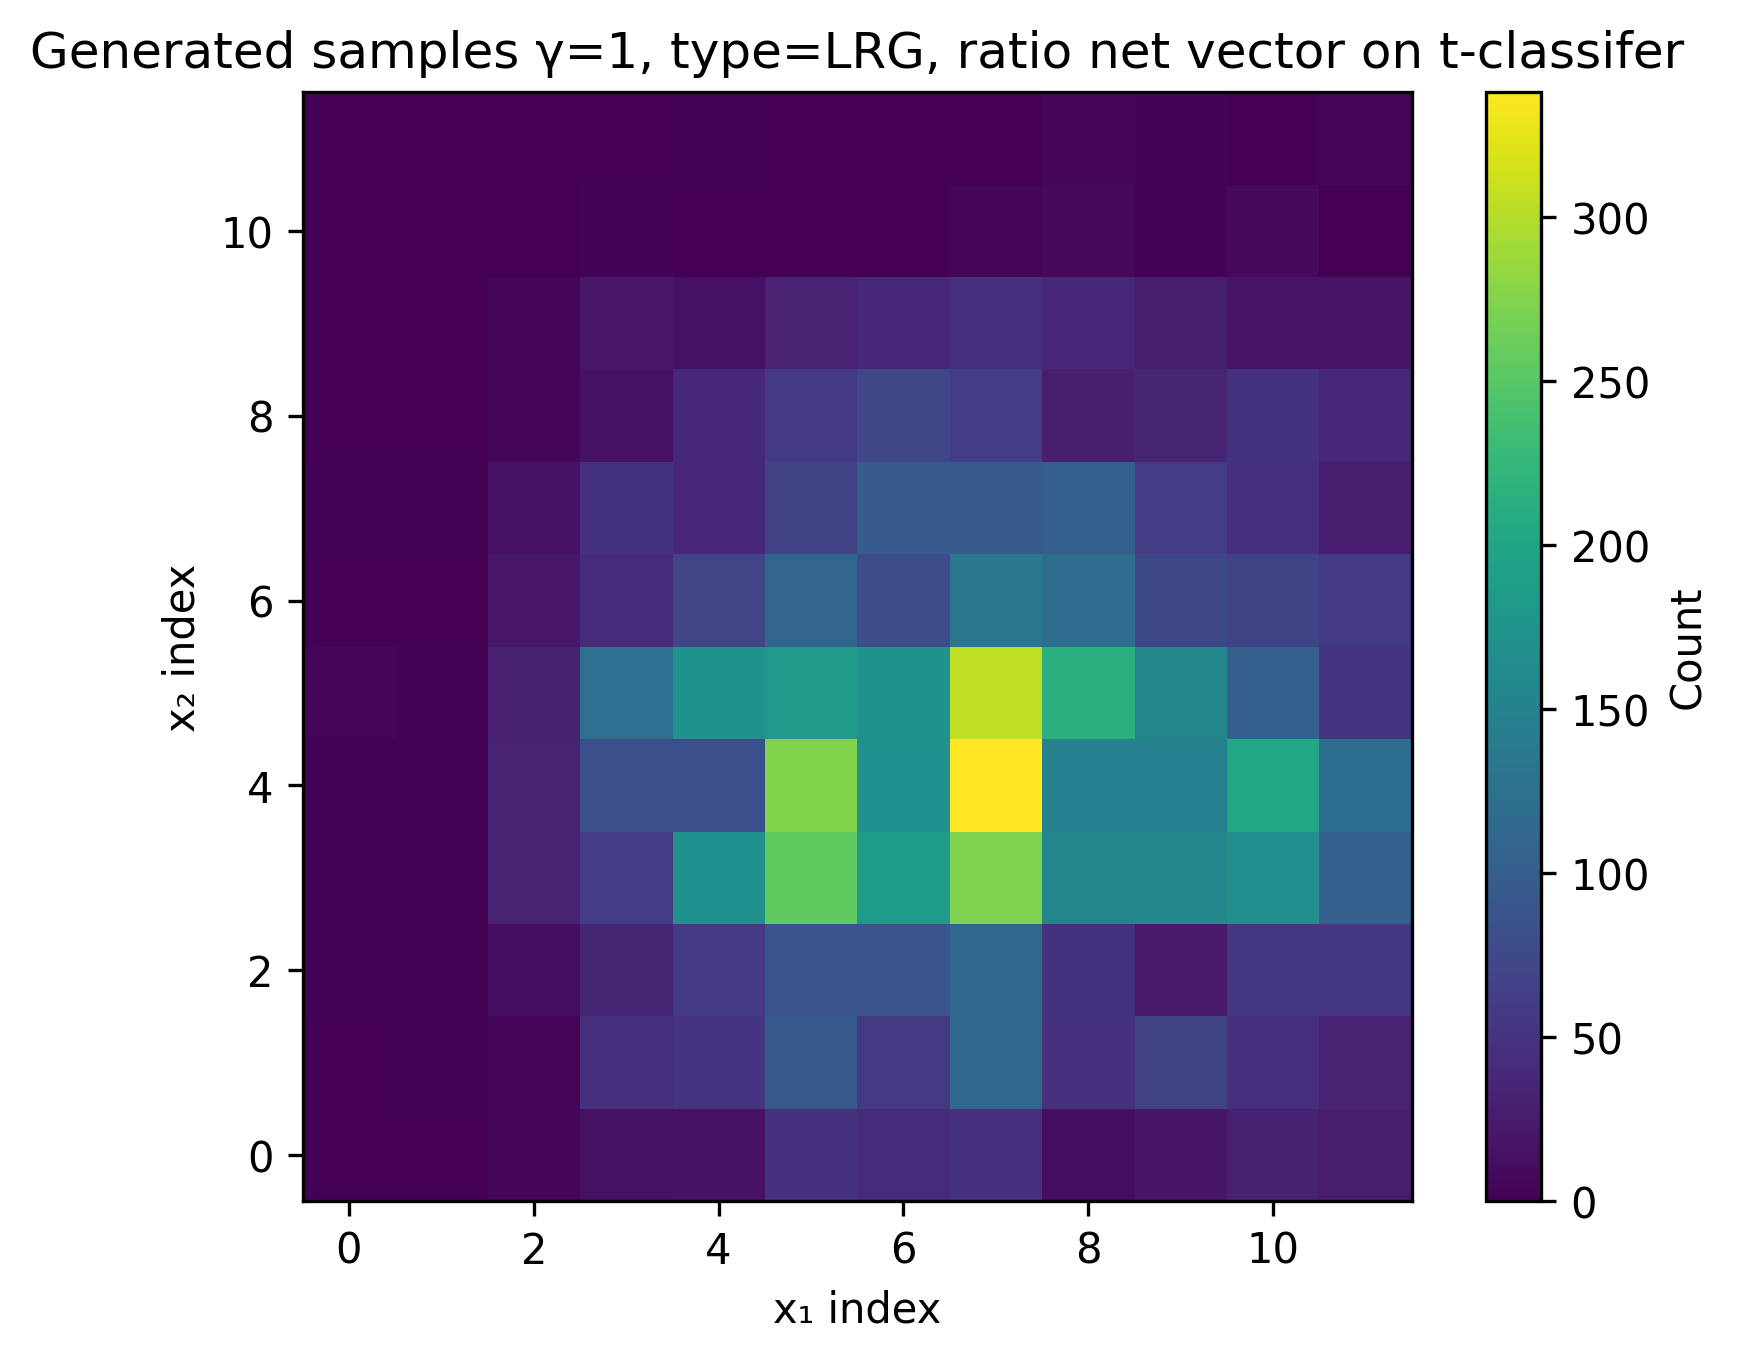 Generated samples γ=1, type=LRG, ratio net vector on t-classifer
10
8
6
4
2
0
x₂ index
0 2 4 6 8 10
x₁ index
300
250
200
150
100
50
0
Count